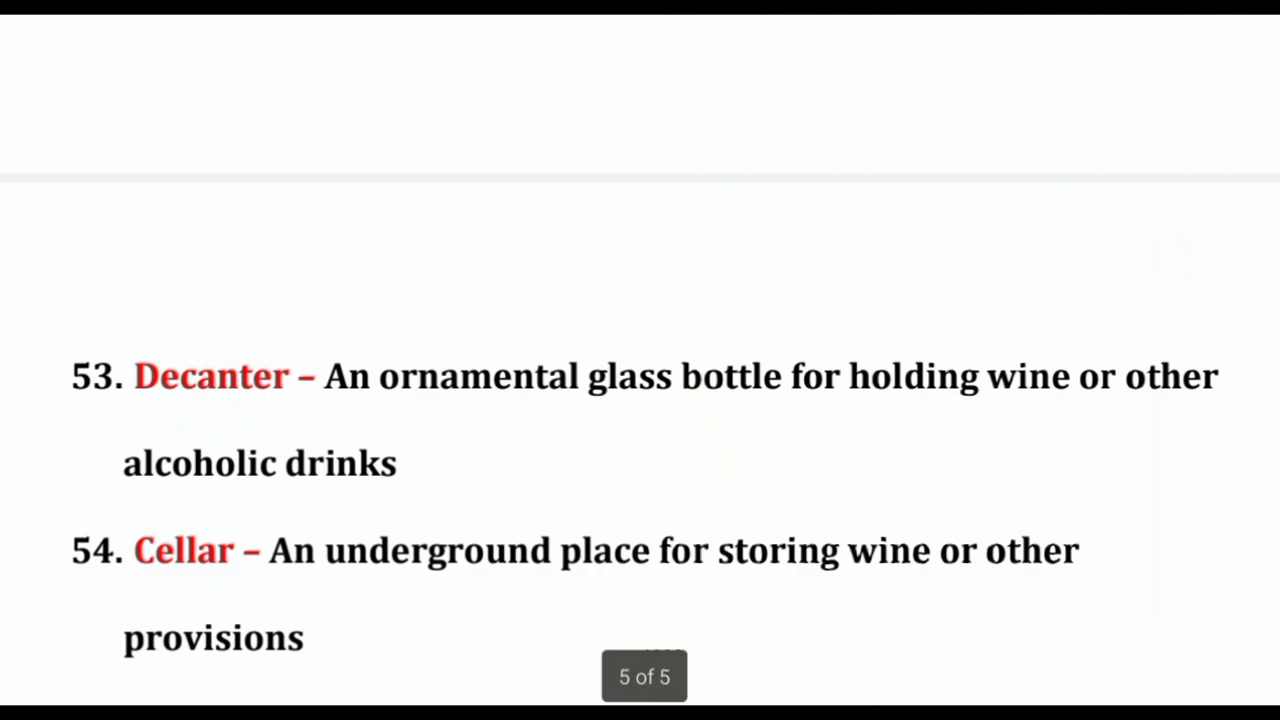 53. Decanter – An ornamental glass bottle for holding wine or other
alcoholic drinks
54. Cellar – An underground place for storing wine or other
provisions
5 of 5